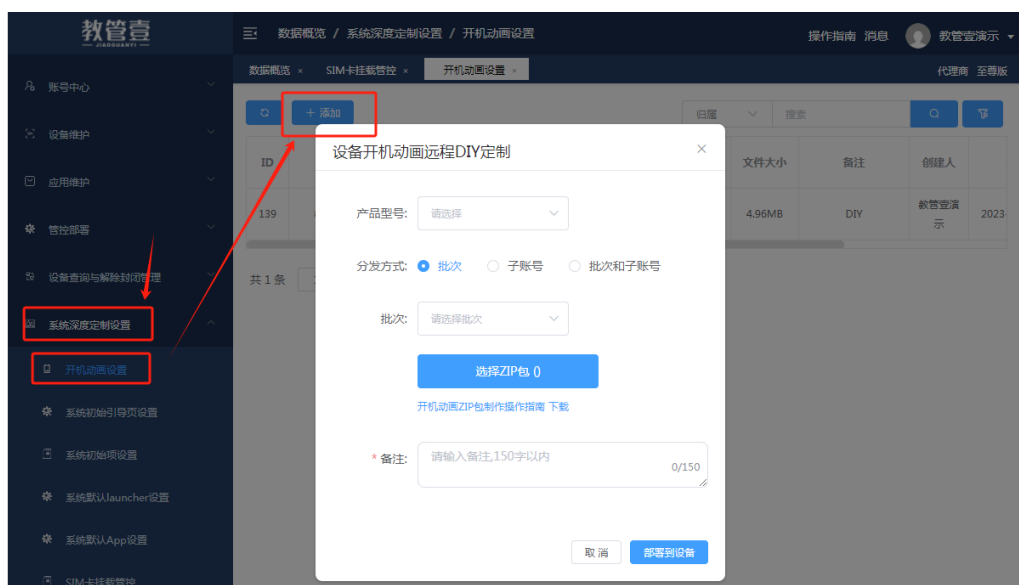 教管壹
— JIAOGUANYI —
数据概览 / 系统深度定制设置 / 开机动画设置
操作指南 消息 教管壹演示
数据概览 × SIM卡挂载管控 × 开机动画设置 ×
代理商 至尊版
账号中心
设备维护
应用维护
管控部署
设备查询与解除封闭管理
系统深度定制设置
开机动画设置
系统初始引导页设置
系统初始项设置
系统默认launcher设置
系统默认App设置
SIM卡挂载管控
+ 添加
归属 搜索
ID 文件大小 备注 创建人
139 4.96MB DIY 教管壹演示 2023-
共 1 条
设备开机动画远程DIY定制 ×
产品型号: 请选择
分发方式: 批次 子账号 批次和子账号
批次: 请选择批次
选择ZIP包 ()
开机动画ZIP包制作操作指南 下载
* 备注: 请输入备注,150字以内
0/150
取消 部署到设备